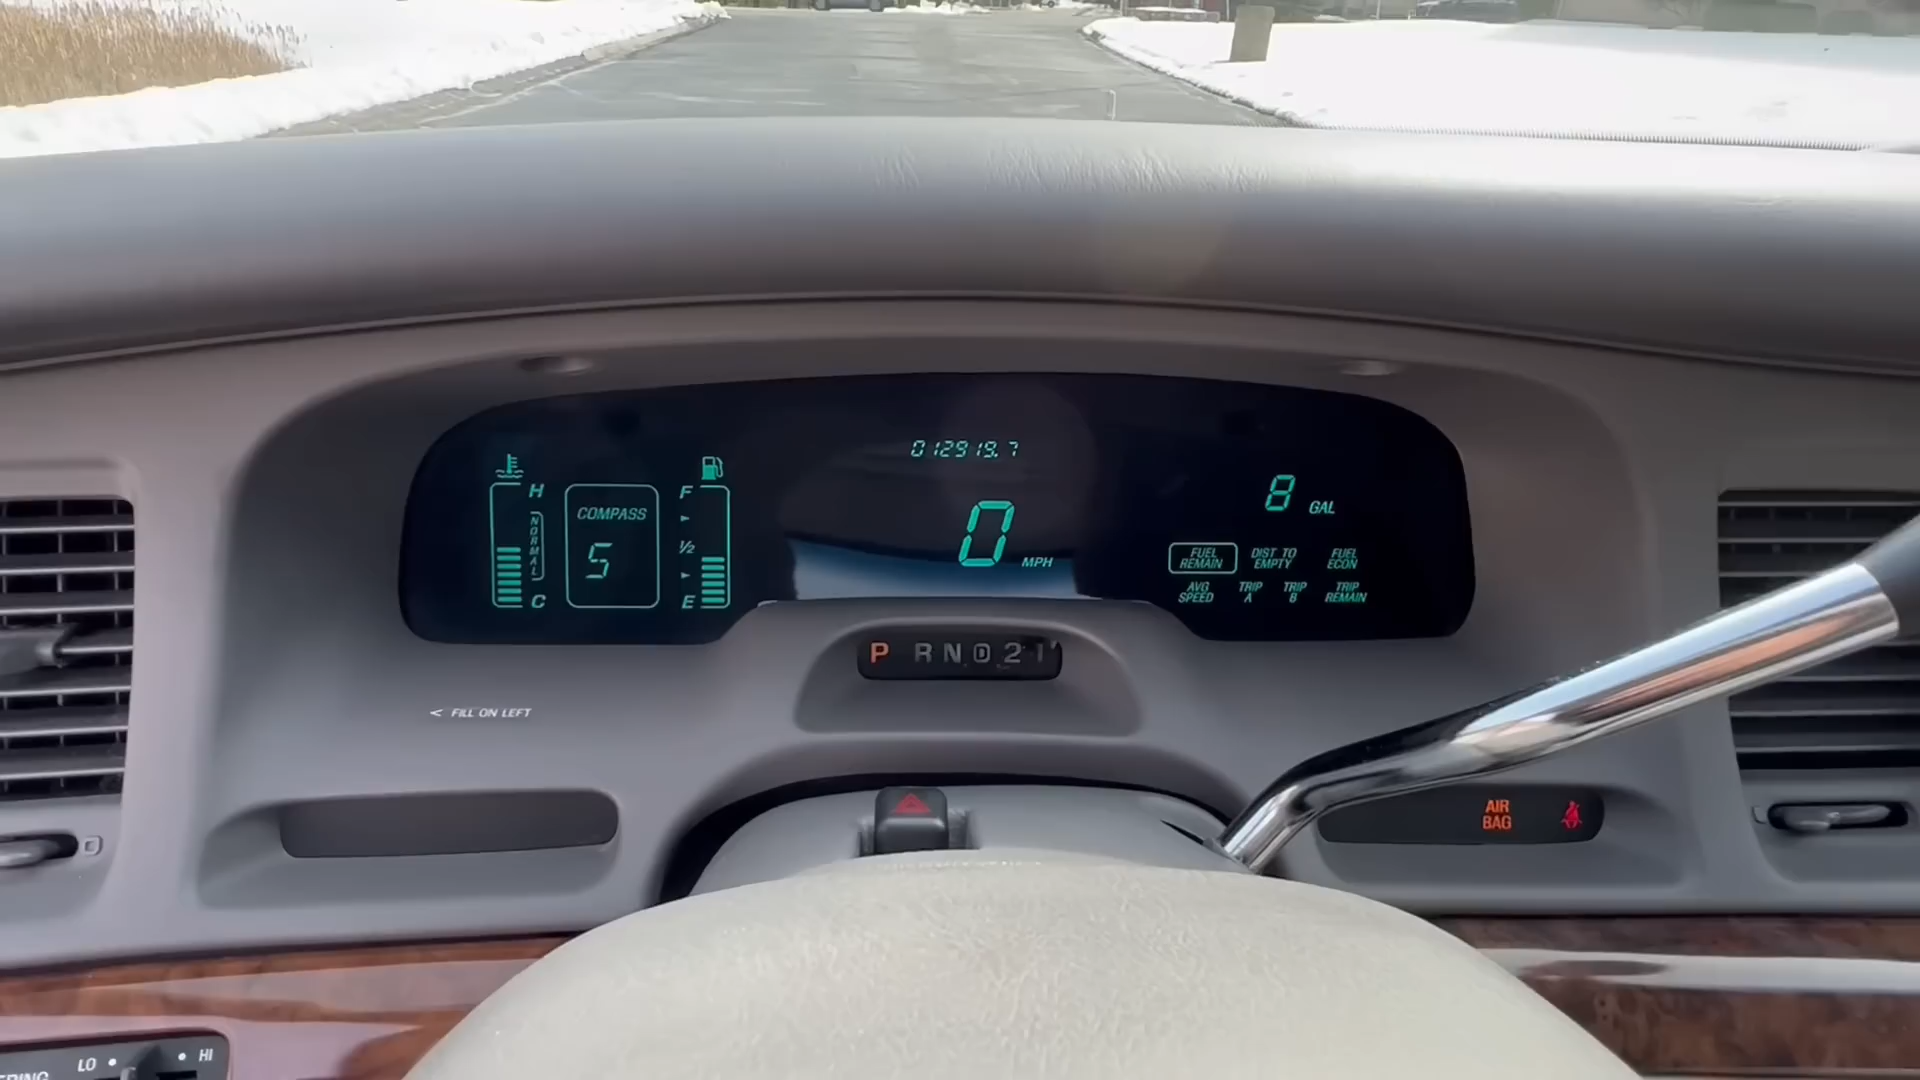 012919.7
H
NORMAL
C
COMPASS
S
F
1/2
E
0 MPH
8 GAL
FUEL REMAIN
DIST TO EMPTY
FUEL ECON
AVG SPEED
TRIP A
TRIP B
TRIP REMAIN
P R N D 2 1
< FILL ON LEFT
AIR BAG
LO
HI